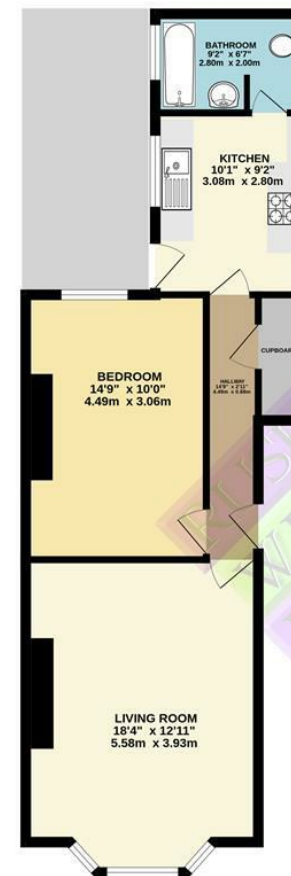 BATHROOM
9'2" x 6'7"
2.80m x 2.00m
KITCHEN
10'1" x 9'2"
3.08m x 2.80m
BEDROOM
14'9" x 10'0"
4.49m x 3.06m
HALLWAY
CUPBOAR
LIVING ROOM
18'4" x 12'11"
5.58m x 3.93m